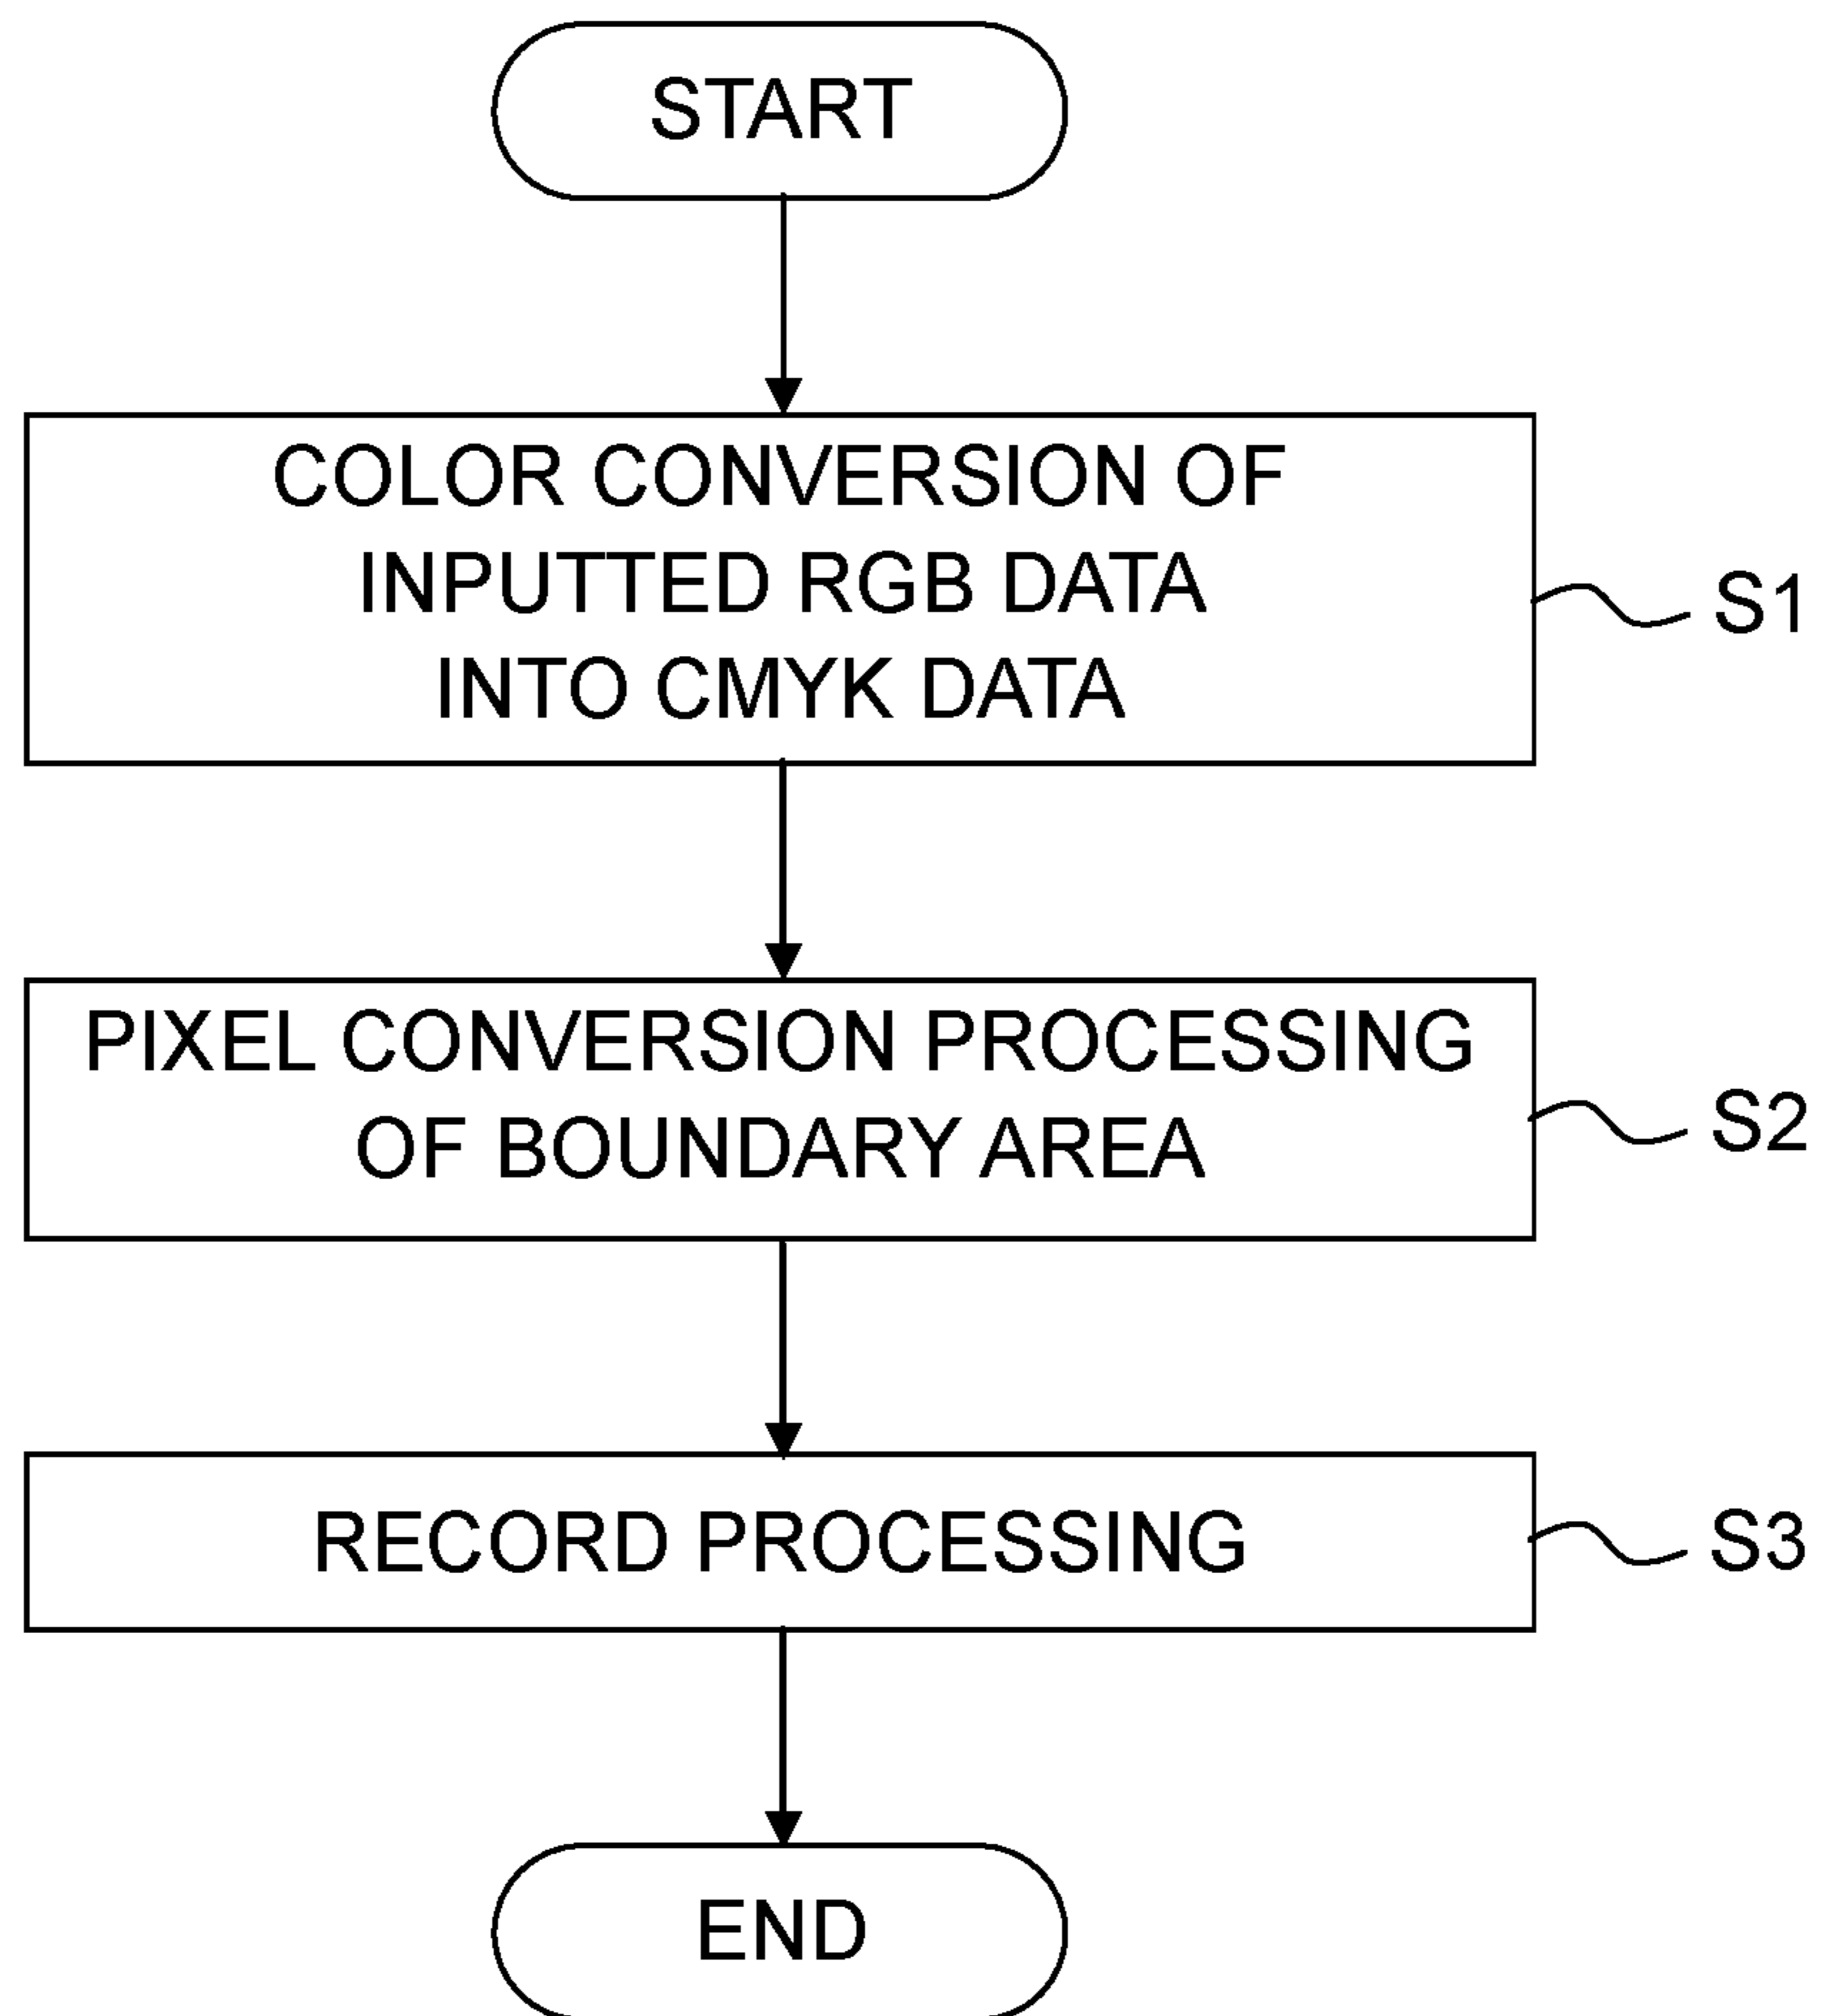 START
COLOR CONVERSION OF
INPUTTED RGB DATA
INTO CMYK DATA
S1
PIXEL CONVERSION PROCESSING
OF BOUNDARY AREA
S2
RECORD PROCESSING
S3
END